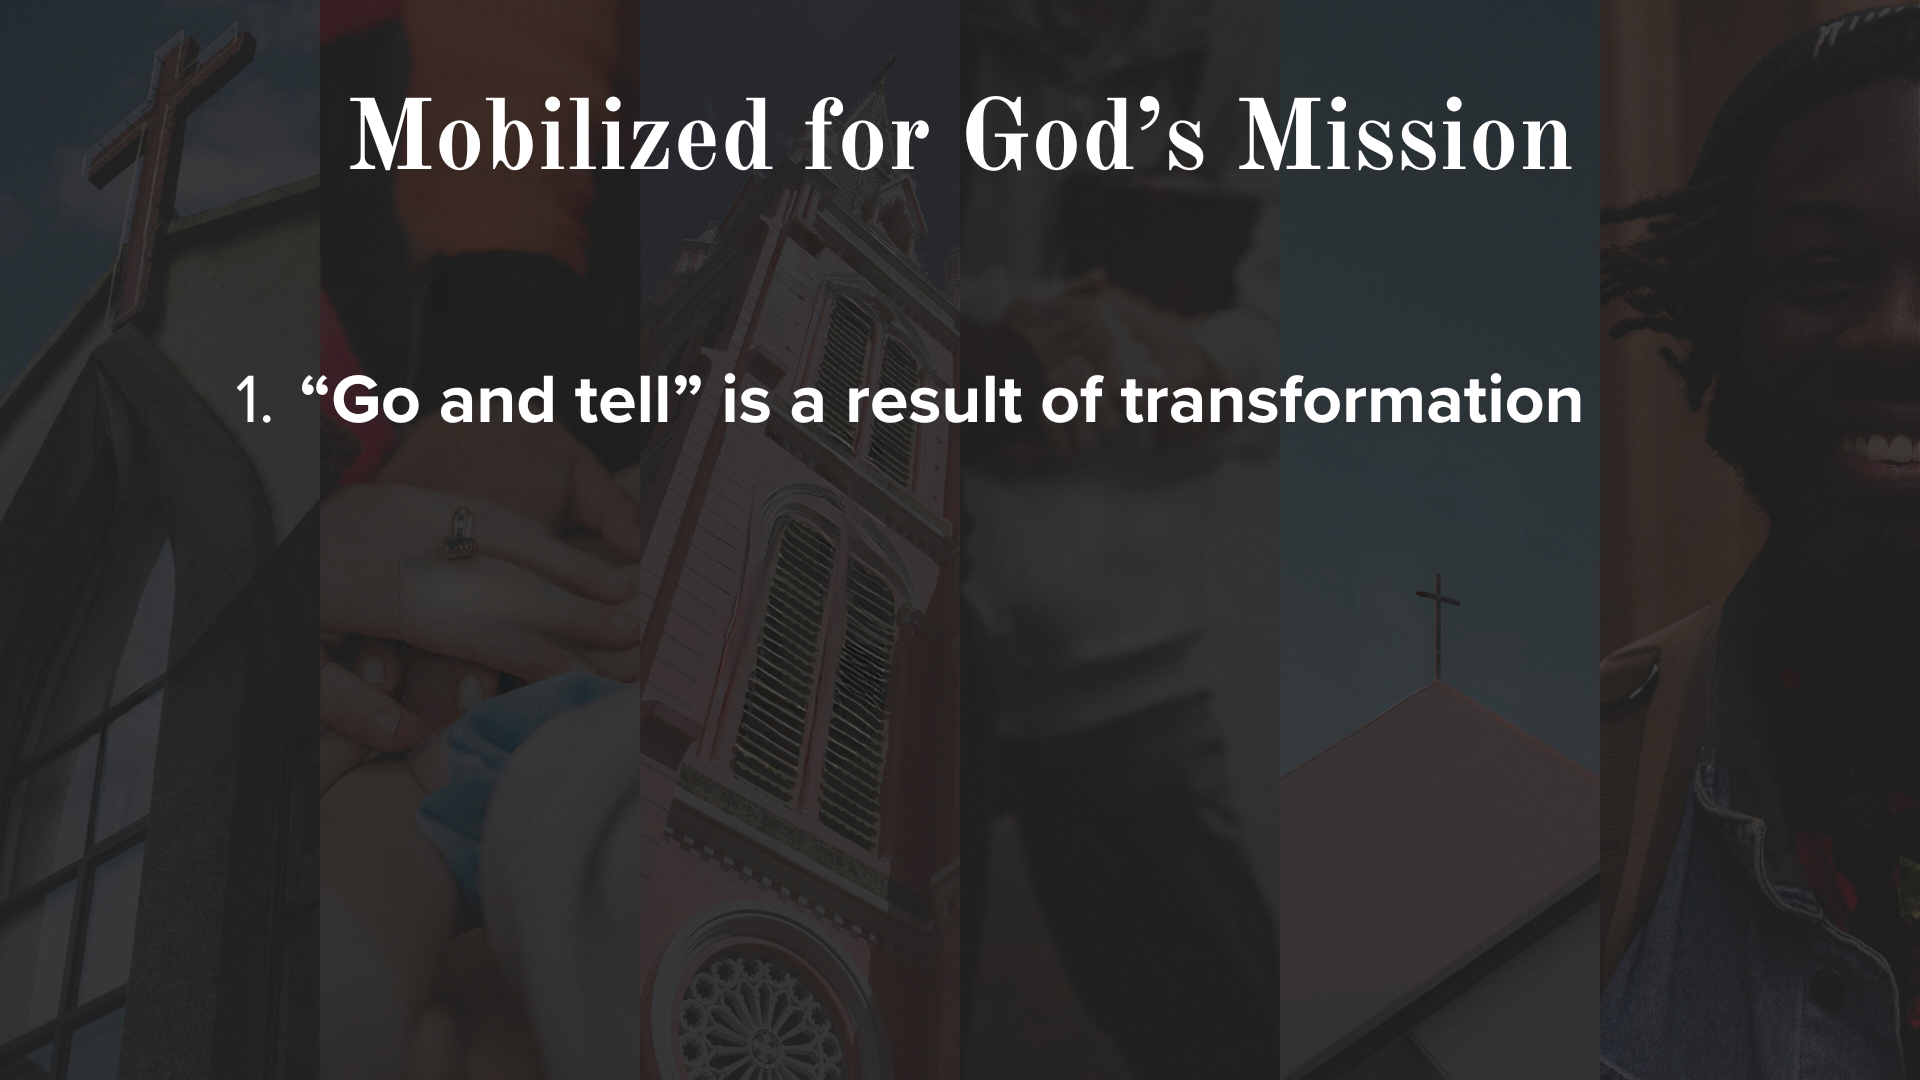 Mobilized for God’s Mission
1. “Go and tell” is a result of transformation